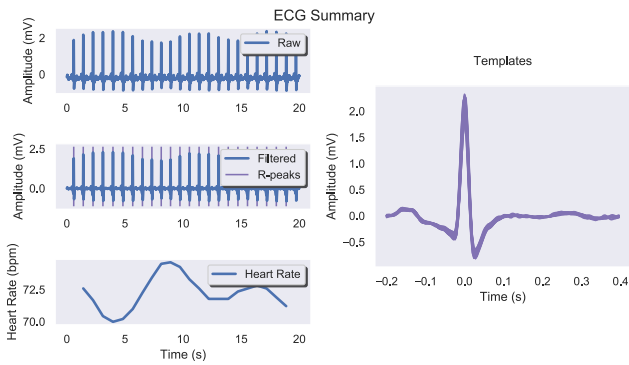 ECG Summary
Amplitude (mV)
2
0
Raw
0 5 10 15 20
Amplitude (mV)
2.5
0.0
Filtered
R-peaks
0 5 10 15 20
Heart Rate (bpm)
72.5
70.0
Heart Rate
0 5 10 15 20
Time (s)
Templates
Amplitude (mV)
2.0
1.5
1.0
0.5
0.0
−0.5
−0.2 −0.1 0.0 0.1 0.2 0.3 0.4
Time (s)